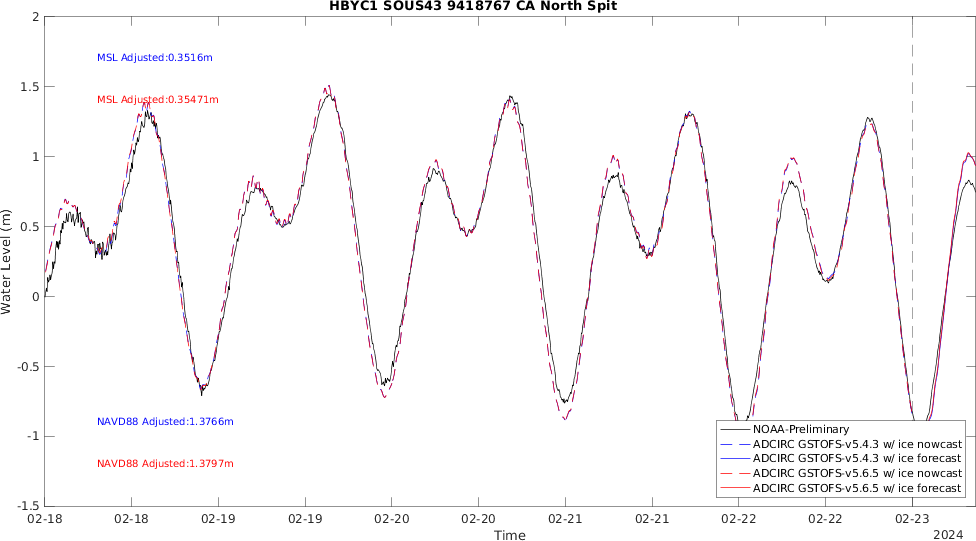 HBYC1 SOUS43 9418767 CA North Spit
2
MSL Adjusted:0.3516m
1.5
MSL Adjusted:0.35471m
1
0.5
Water Level (m)
0
-0.5
NAVD88 Adjusted:1.3766m
-1
NAVD88 Adjusted:1.3797m
-1.5
NOAA-Preliminary
ADCIRC GSTOFS-v5.4.3 w/ ice nowcast
ADCIRC GSTOFS-v5.4.3 w/ ice forecast
ADCIRC GSTOFS-v5.6.5 w/ ice nowcast
ADCIRC GSTOFS-v5.6.5 w/ ice forecast
02-18 02-18 02-19 02-19 02-20 02-20 02-21 02-21 02-22 02-22 02-23
Time
2024